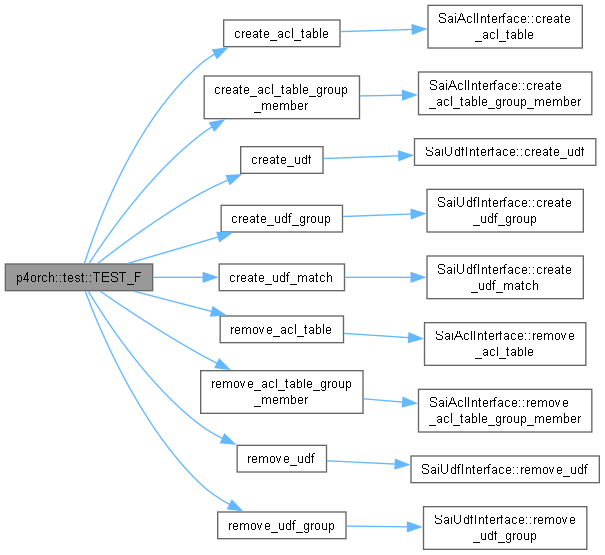 create_acl_table
SaiAclInterface::create
_acl_table
create_acl_table_group
_member
SaiAclInterface::create
_acl_table_group_member
create_udf
SaiUdfInterface::create_udf
create_udf_group
SaiUdfInterface::create
_udf_group
p4orch::test::TEST_F
create_udf_match
SaiUdfInterface::create
_udf_match
remove_acl_table
SaiAclInterface::remove
_acl_table
remove_acl_table_group
_member
SaiAclInterface::remove
_acl_table_group_member
remove_udf
SaiUdfInterface::remove_udf
remove_udf_group
SaiUdfInterface::remove
_udf_group